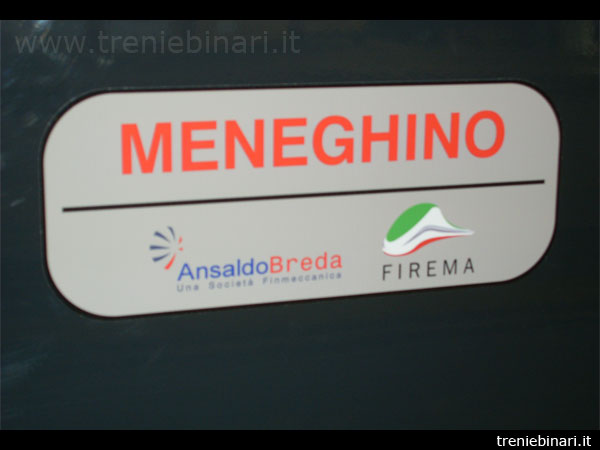 www.treniebinari.it
MENEGHINO
AnsaldoBreda
Una Società Finmeccanica
FIREMA
treniebinari.it